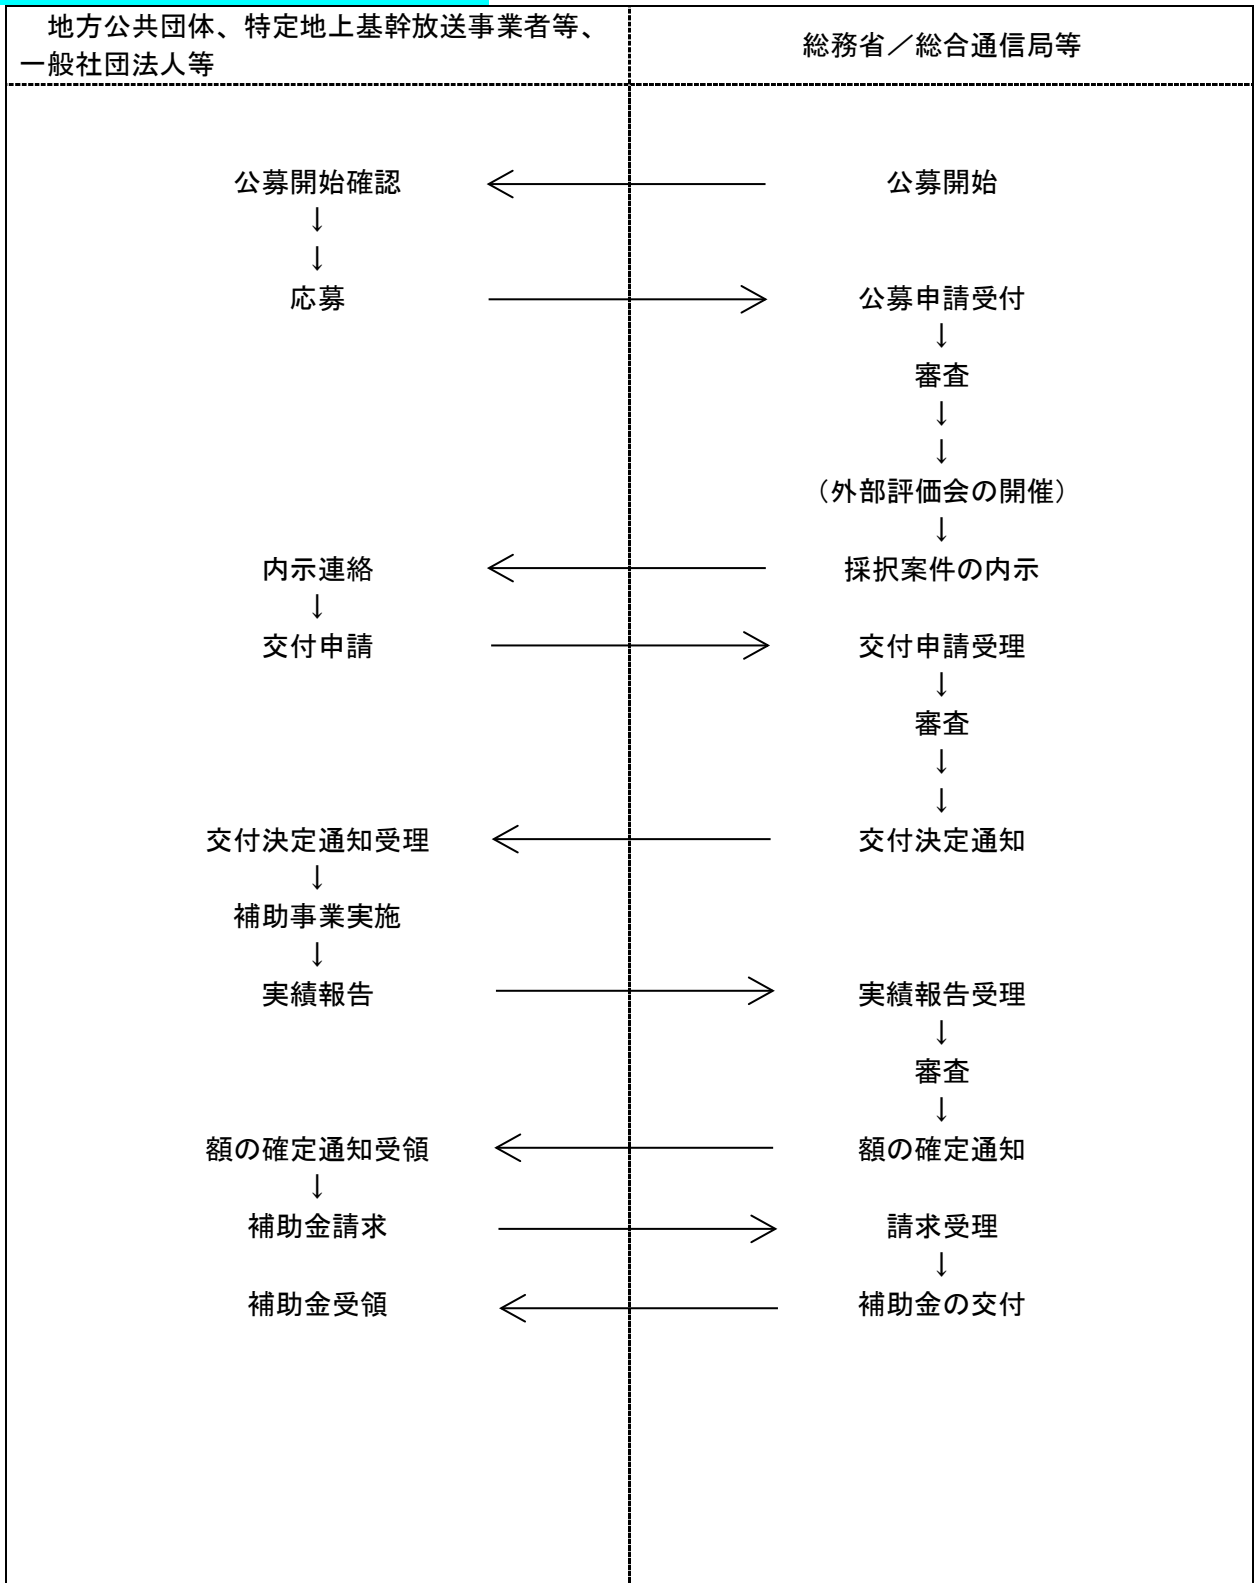 地方公共団体、特定地上基幹放送事業者等、
一般社団法人等
総務省／総合通信局等
公募開始確認
公募開始
↓
↓
応募
公募申請受付
↓
審査
↓
↓
（外部評価会の開催）
↓
内示連絡
採択案件の内示
↓
交付申請
交付申請受理
↓
審査
↓
↓
交付決定通知受理
交付決定通知
↓
補助事業実施
↓
実績報告
実績報告受理
↓
審査
↓
額の確定通知受領
額の確定通知
↓
補助金請求
請求受理
↓
補助金受領
補助金の交付